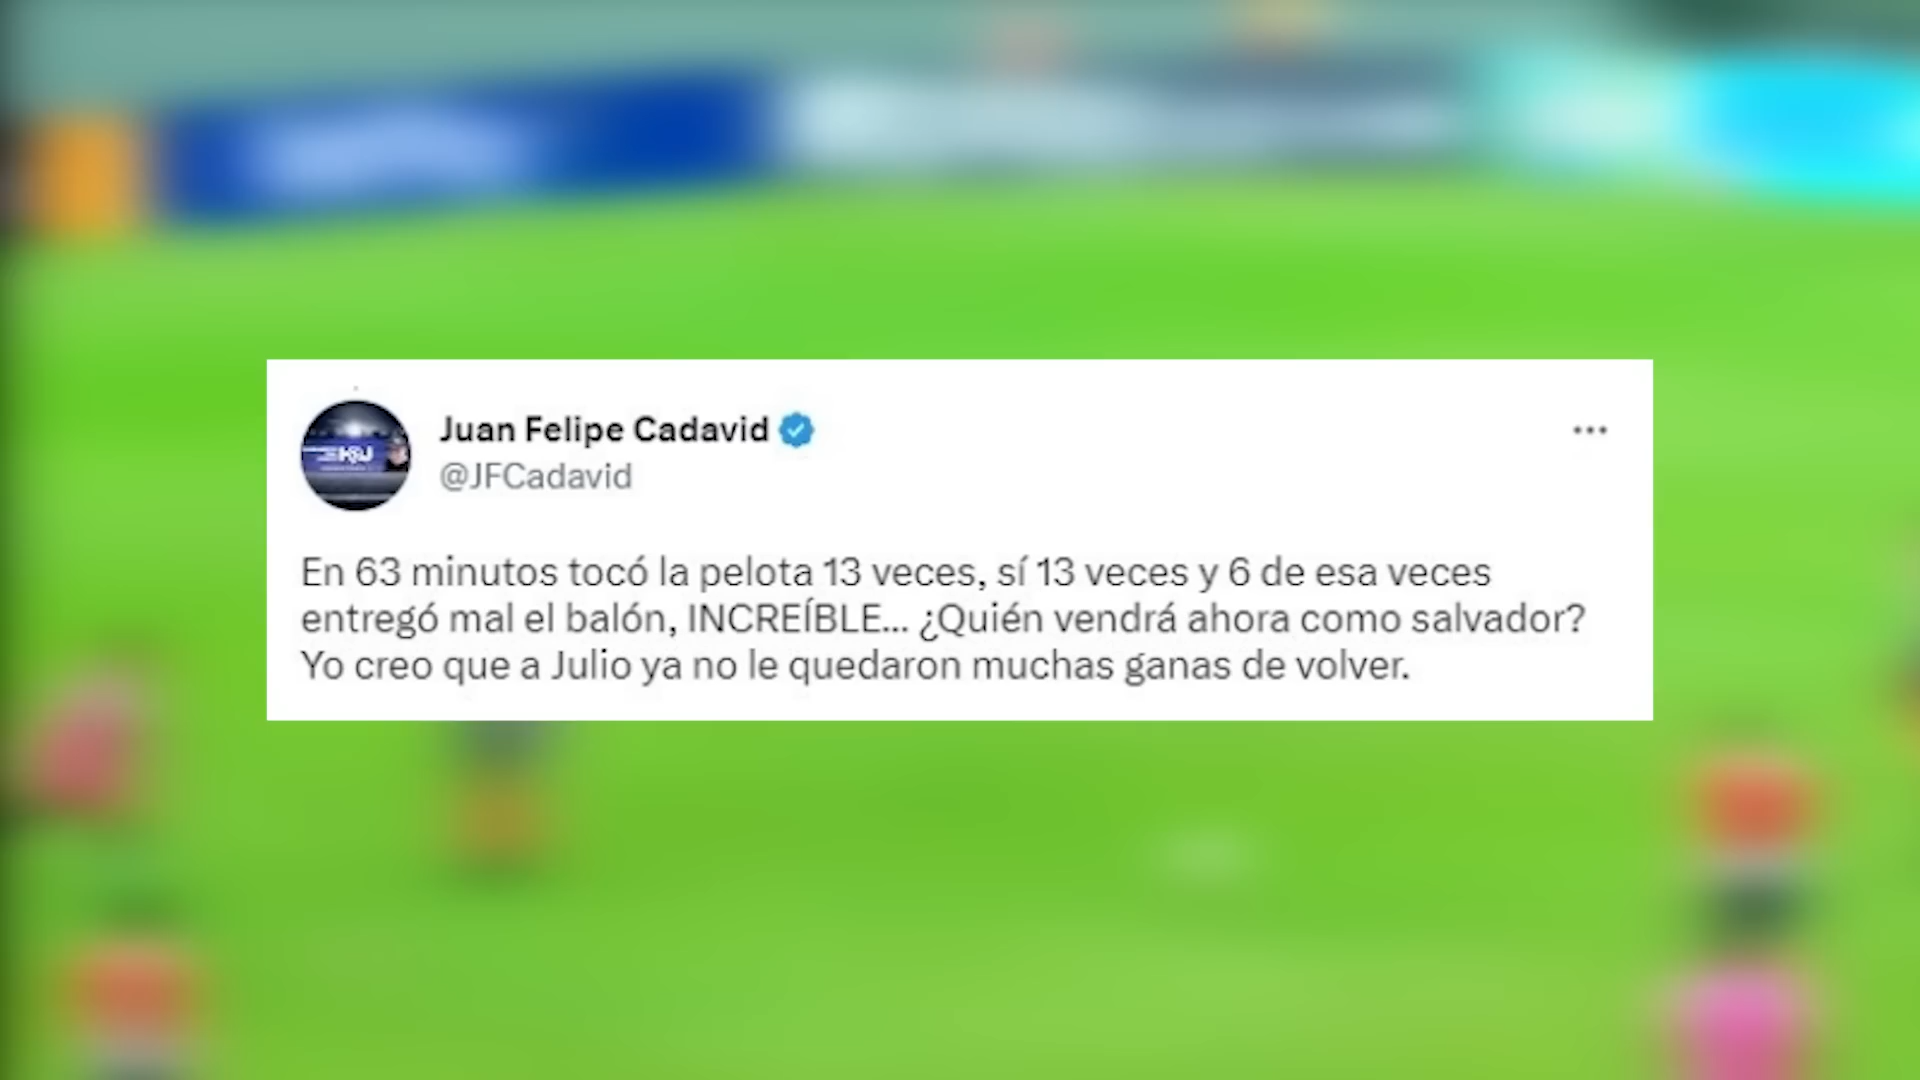 Juan Felipe Cadavid
@JFCadavid
En 63 minutos tocó la pelota 13 veces, sí 13 veces y 6 de esa veces
entregó mal el balón, INCREÍBLE... ¿Quién vendrá ahora como salvador?
Yo creo que a Julio ya no le quedaron muchas ganas de volver.